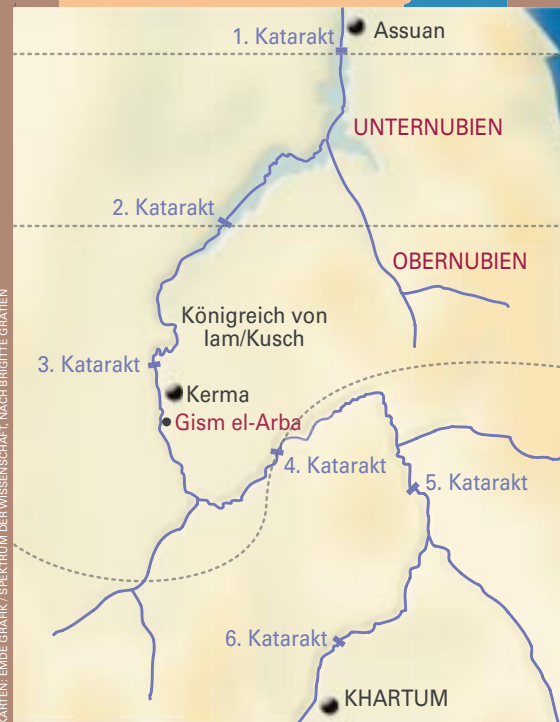 1. Katarakt
Assuan
UNTERNUBIEN
2. Katarakt
OBERNUBIEN
Königreich von
Iam/Kusch
3. Katarakt
Kerma
Gism el-Arba
4. Katarakt
5. Katarakt
6. Katarakt
KHARTUM
KARTEN: EMDE GRAFIK / SPEKTRUM DER WISSENSCHAFT, NACH BRIGITTE GRATIEN